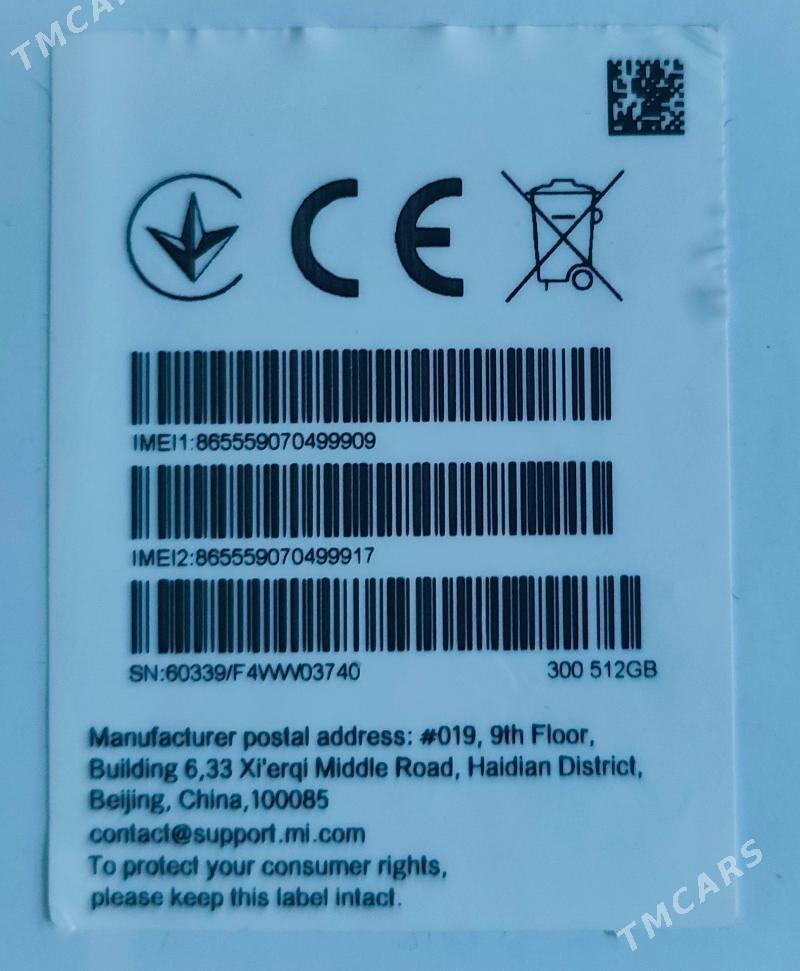 TMCARS
CE
IMEI1:865559070499909
IMEI2:865559070499917
SN:60339/F4WW03740 300 512GB
Manufacturer postal address: #019, 9th Floor,
Building 6,33 Xi'erqi Middle Road, Haidian District,
Beijing, China,100085
contact@support.mi.com
To protect your consumer rights,
please keep this label intact.
TMCARS